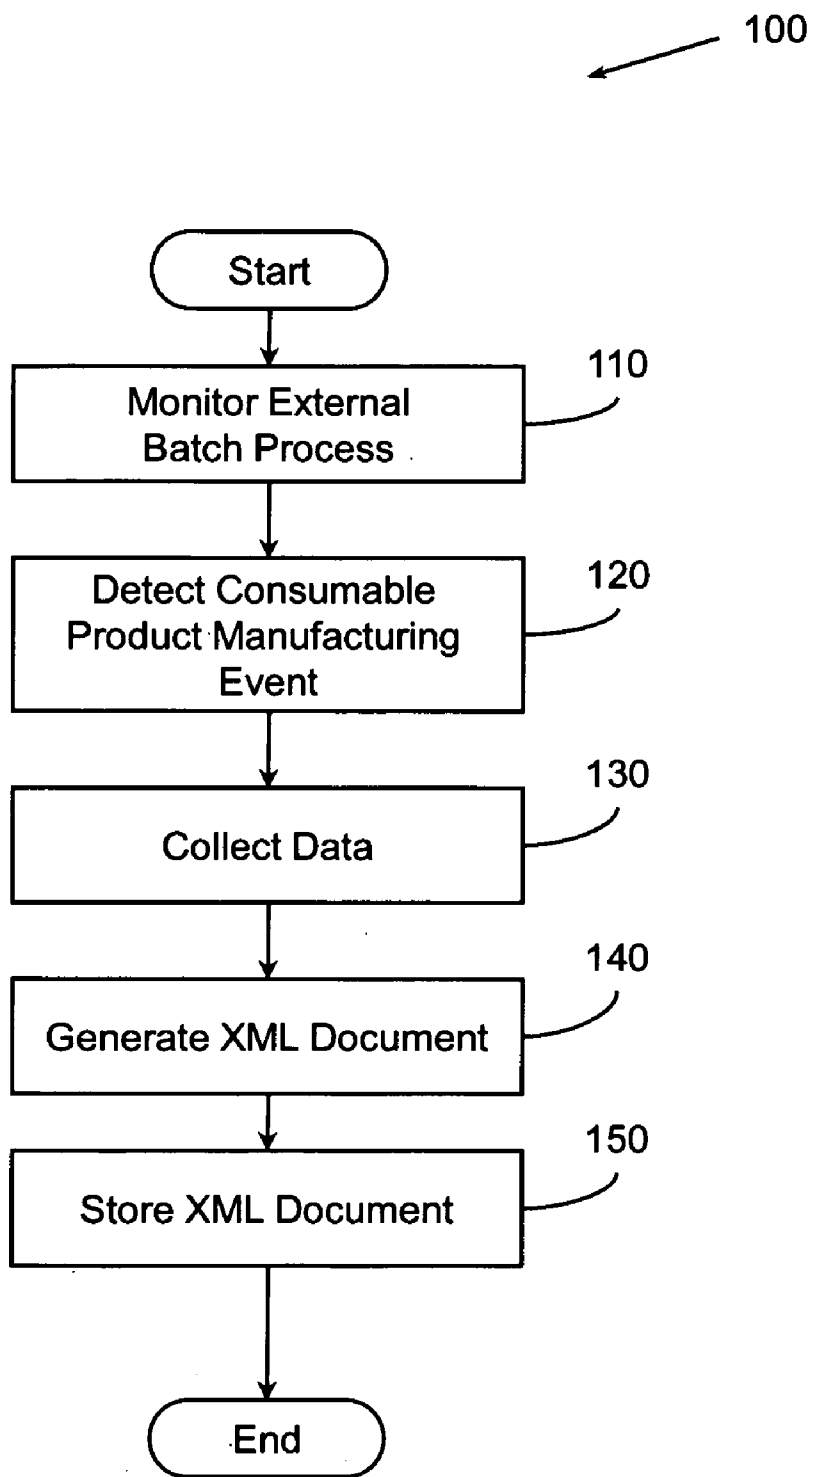 100
Start
110
Monitor External
Batch Process
120
Detect Consumable
Product Manufacturing
Event
130
Collect Data
140
Generate XML Document
150
Store XML Document
End